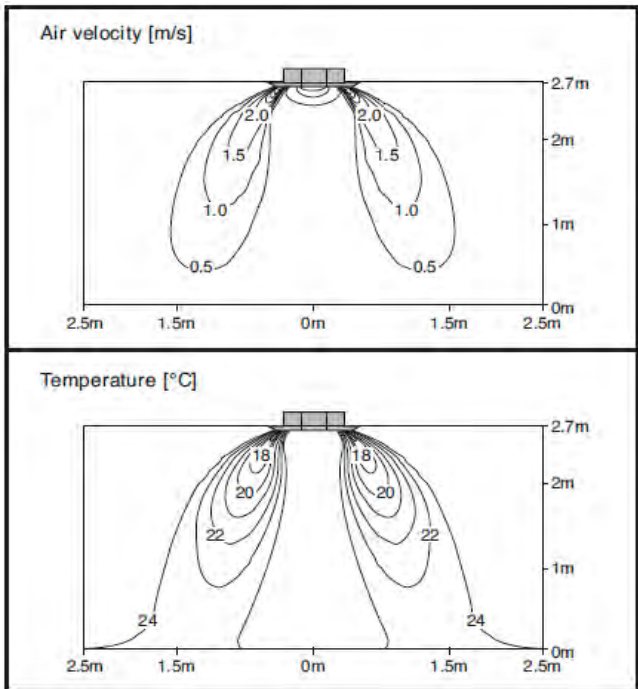 Air velocity [m/s]
2.7m
2.0 2.0
2m
1.5 1.5
1.0 1.0
1m
0.5 0.5
0m
2.5m 1.5m 0m 1.5m 2.5m
Temperature [°C]
2.7m
18 18
20 20
2m
22 22
1m
24 24
0m
2.5m 1.5m 0m 1.5m 2.5m